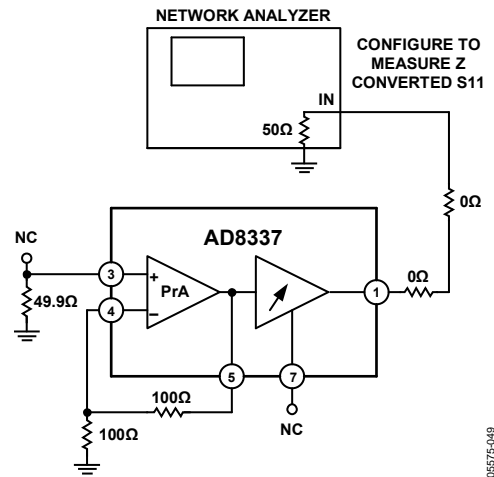 NETWORK ANALYZER
CONFIGURE TO
MEASURE Z
CONVERTED S11
IN
50Ω
0Ω
NC
AD8337
0Ω
3
+
PrA
1
49.9Ω
4
–
5
7
100Ω
100Ω
NC
05575-049